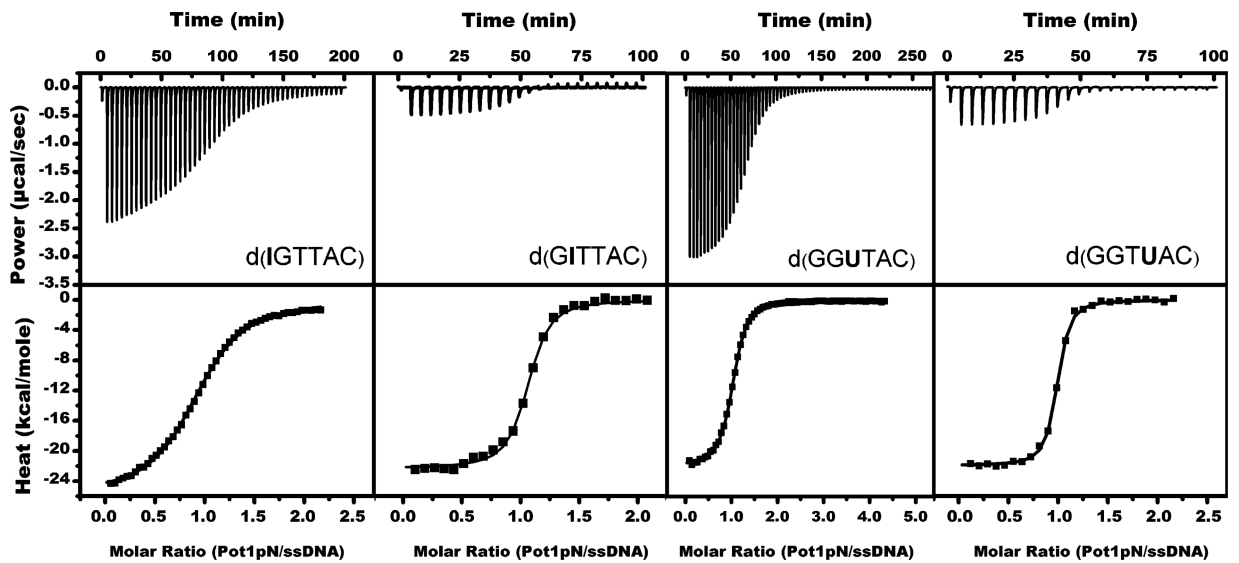 Time (min) Time (min) Time (min) Time (min)
0 50 100 150 200 0 25 50 75 100 0 50 100 150 200 250 0 25 50 75 100
Power (µcal/sec)
0.0
-0.5
-1.0
-1.5
-2.0
-2.5
-3.0
-3.5
d(IGTTAC) d(GITTAC) d(GGUTAC) d(GGTUAC)
Heat (kcal/mole)
0
-4
-8
-12
-16
-20
-24
0.0 0.5 1.0 1.5 2.0 2.5 0.0 0.5 1.0 1.5 2.0 0.0 1.0 2.0 3.0 4.0 5.0 0.0 0.5 1.0 1.5 2.0 2.5
Molar Ratio (Pot1pN/ssDNA) Molar Ratio (Pot1pN/ssDNA) Molar Ratio (Pot1pN/ssDNA) Molar Ratio (Pot1pN/ssDNA)